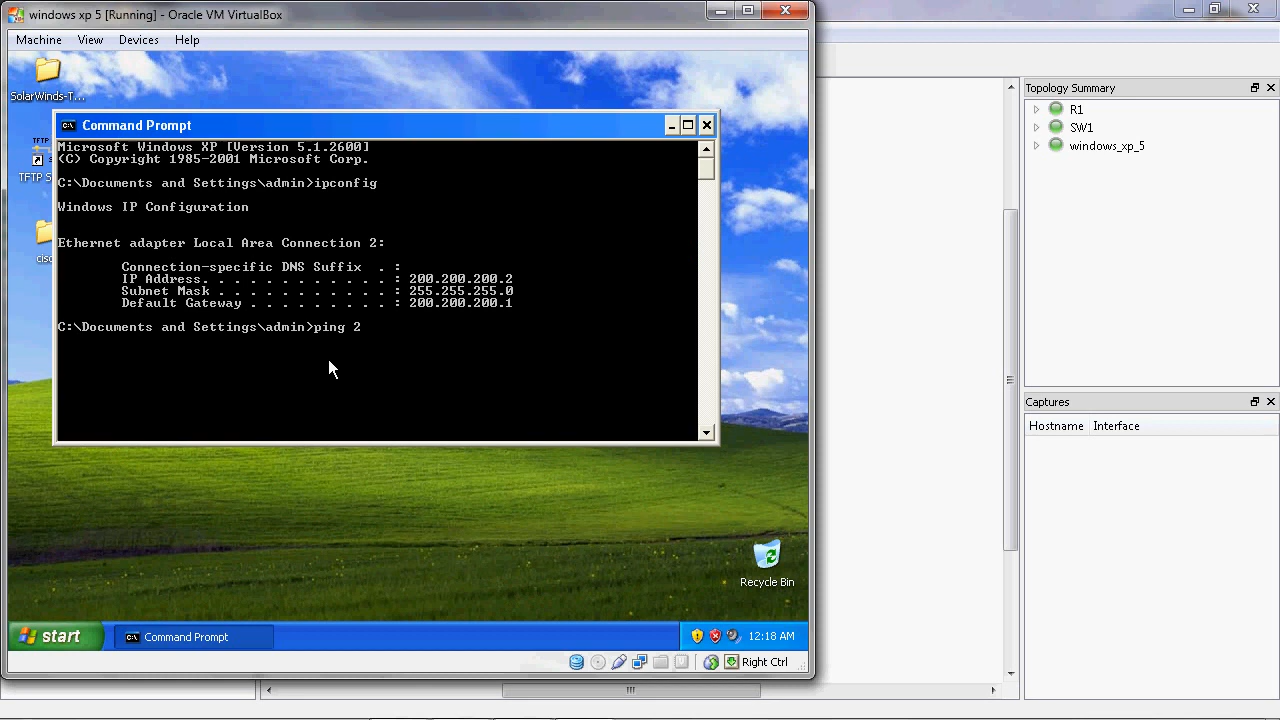 windows xp 5 [Running] - Oracle VM VirtualBox
Machine View Devices Help
SolarWinds-T...
TFTP
TFTP S
cisc
Command Prompt
Microsoft Windows XP [Version 5.1.2600]
(C) Copyright 1985-2001 Microsoft Corp.
C:\Documents and Settings\admin>ipconfig
Windows IP Configuration
Ethernet adapter Local Area Connection 2:
Connection-specific DNS Suffix . :
IP Address. . . . . . . . . . . . : 200.200.200.2
Subnet Mask . . . . . . . . . . . : 255.255.255.0
Default Gateway . . . . . . . . . : 200.200.200.1
C:\Documents and Settings\admin>ping 2
Recycle Bin
start
Command Prompt
12:18 AM
Right Ctrl
Topology Summary
R1
SW1
windows_xp_5
Captures
Hostname Interface